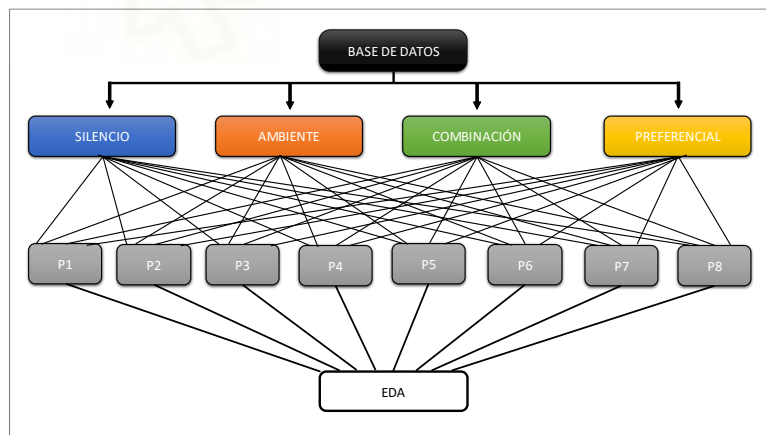 BASE DE DATOS
SILENCIO
AMBIENTE
COMBINACIÓN
PREFERENCIAL
P1
P2
P3
P4
P5
P6
P7
P8
EDA